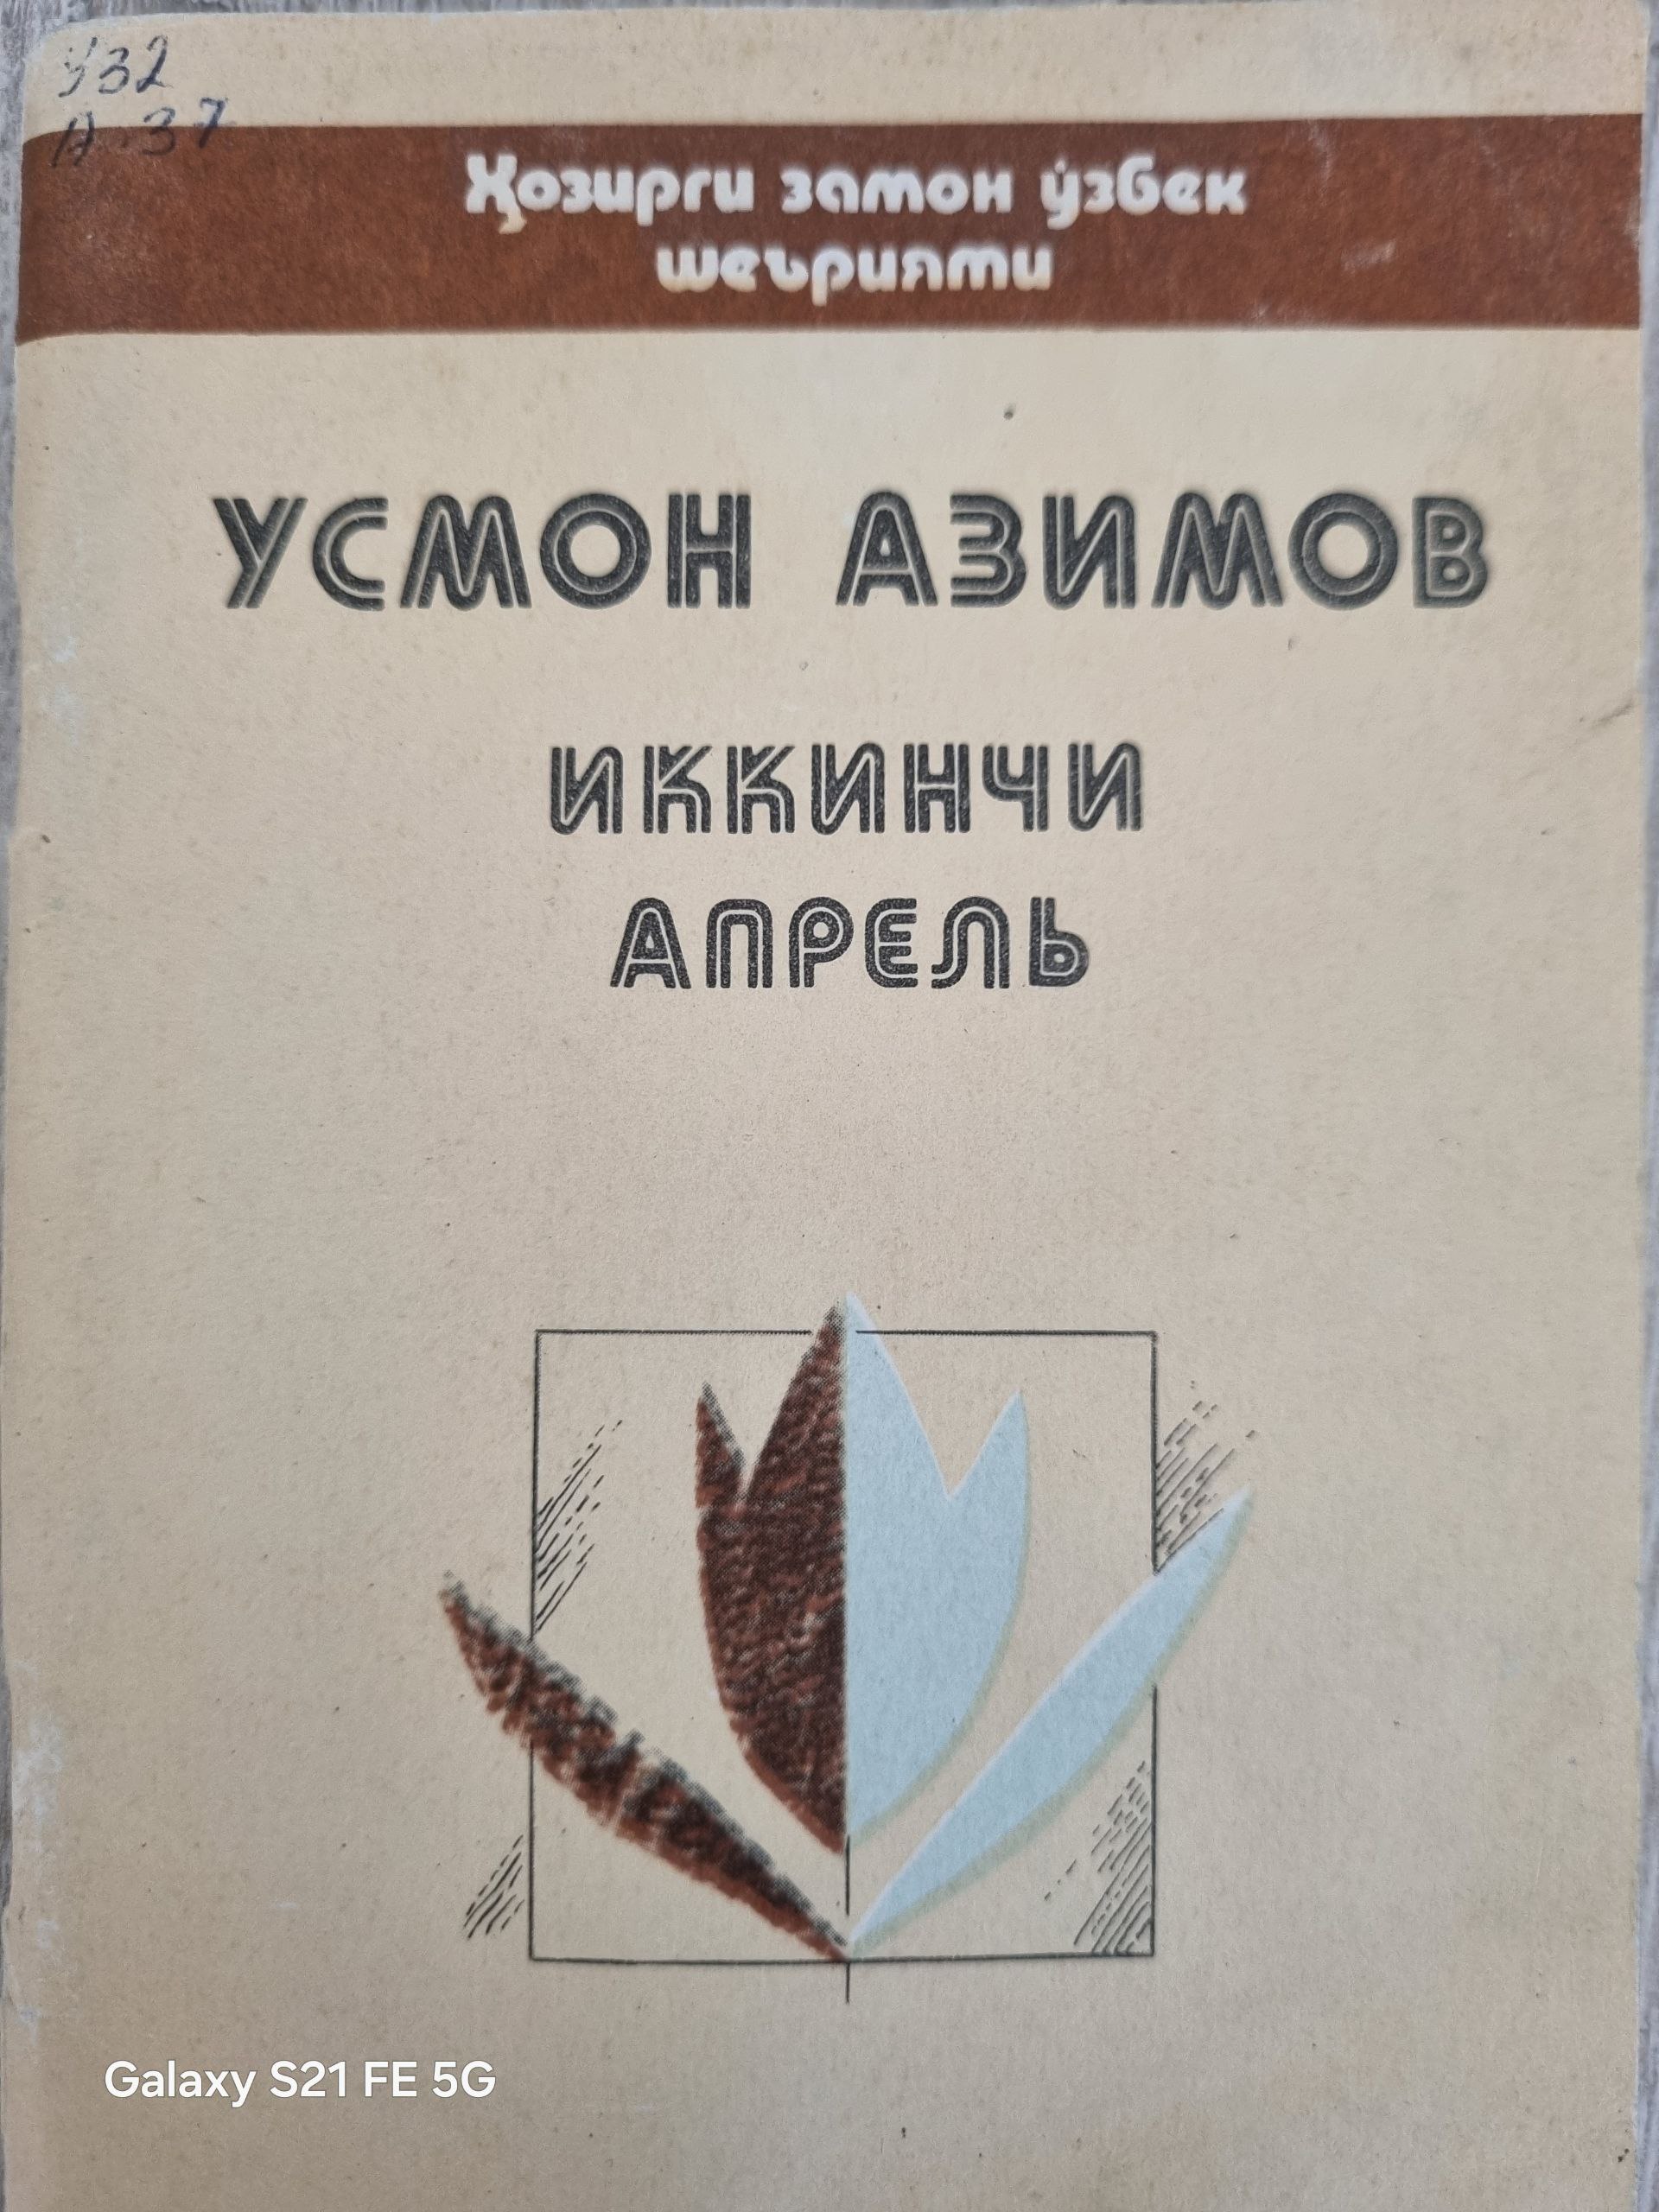 Ў32
А-37
Ҳозирги замон ўзбек
шеърияти
УСМОН АЗИМОВ
ИККИНЧИ
АПРЕЛЬ
Galaxy S21 FE 5G